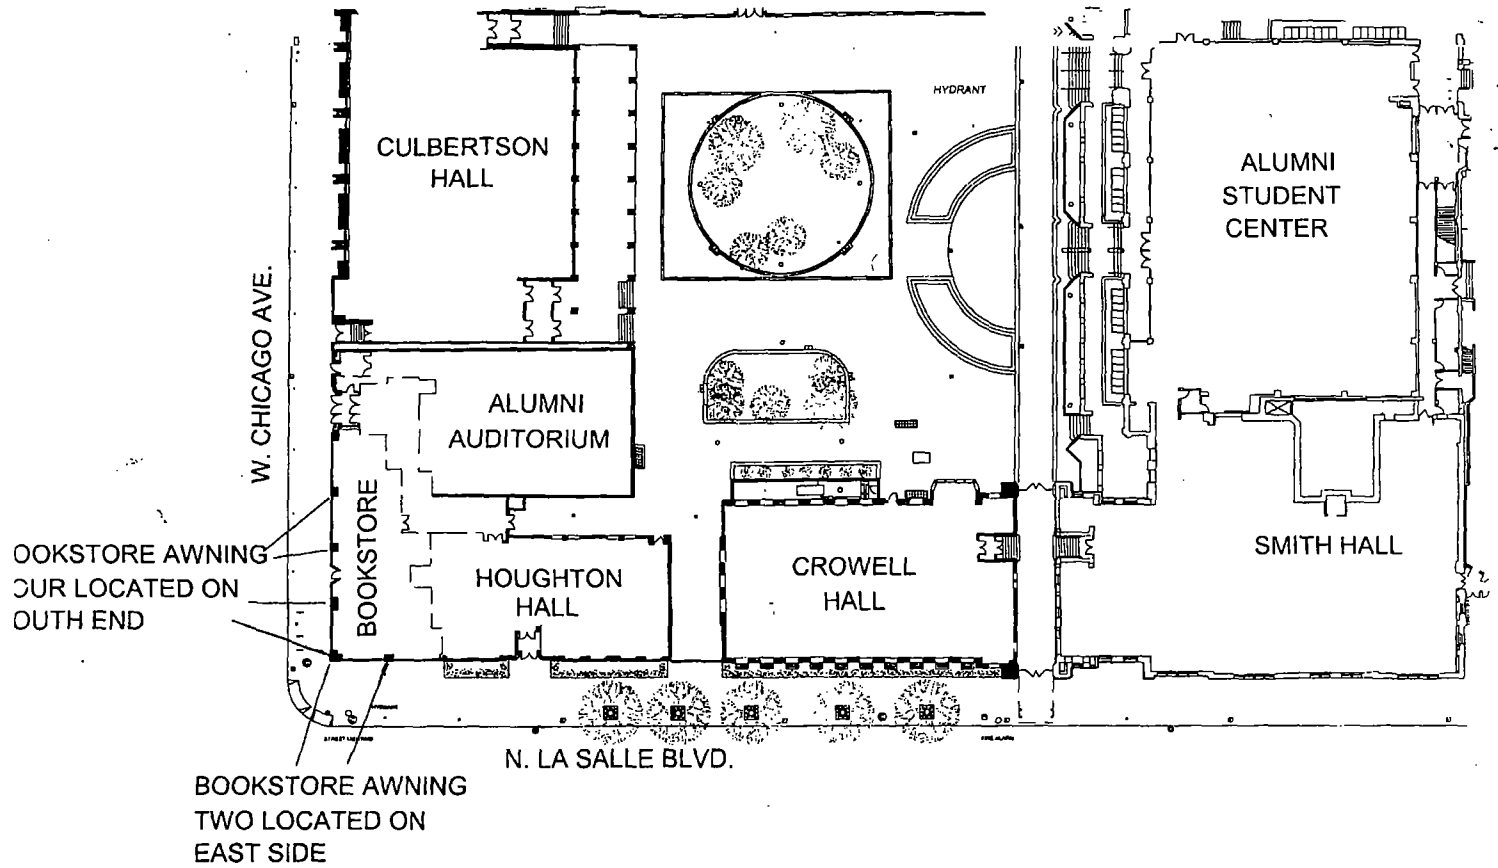 HYDRANT
CULBERTSON
HALL
ALUMNI
STUDENT
CENTER
W. CHICAGO AVE.
ALUMNI
AUDITORIUM
BOOKSTORE
OOKSTORE AWNING
OUR LOCATED ON
OUTH END
HOUGHTON
HALL
CROWELL
HALL
SMITH HALL
N. LA SALLE BLVD.
BOOKSTORE AWNING
TWO LOCATED ON
EAST SIDE